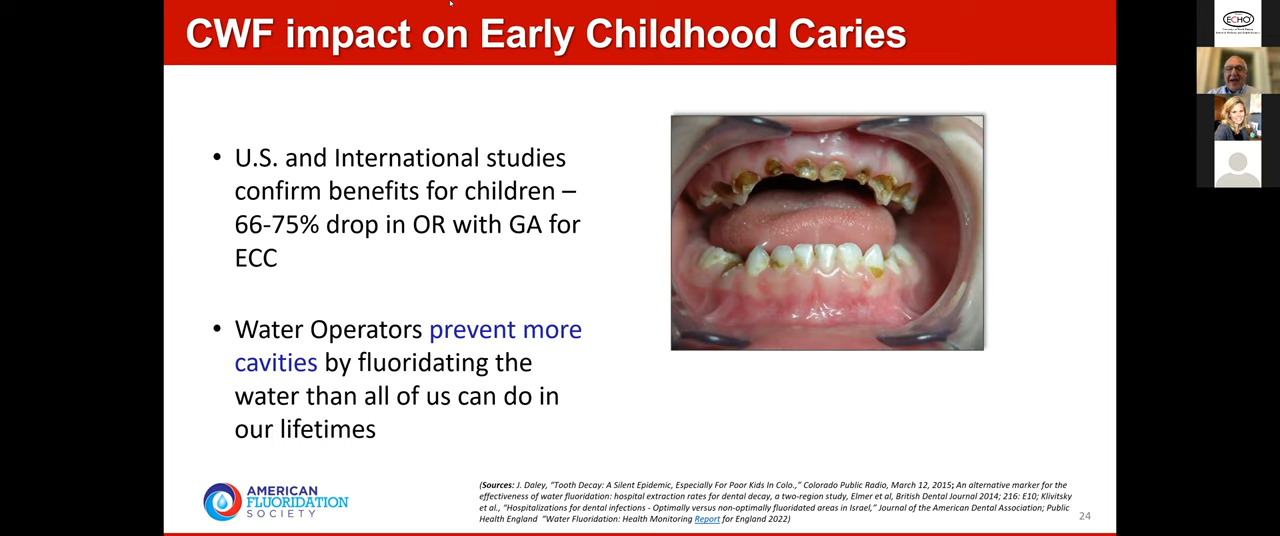 CWF impact on Early Childhood Caries
• U.S. and International studies
confirm benefits for children –
66-75% drop in OR with GA for
ECC
• Water Operators prevent more
cavities by fluoridating the
water than all of us can do in
our lifetimes
AMERICAN
FLUORIDATION
SOCIETY
(Sources: J. Daley, “Tooth Decay: A Silent Epidemic, Especially For Poor Kids In Colo.,” Colorado Public Radio, March 12, 2015; An alternative marker for the
effectiveness of water fluoridation: hospital extraction rates for dental decay, a two-region study, Elmer et al, British Dental Journal 2014; 216: E10; Klivitsky
et al., “Hospitalizations for dental infections - Optimally versus non-optimally fluoridated areas in Israel,” Journal of the American Dental Association; Public
Health England “Water Fluoridation: Health Monitoring Report for England 2022)
24
ECHO